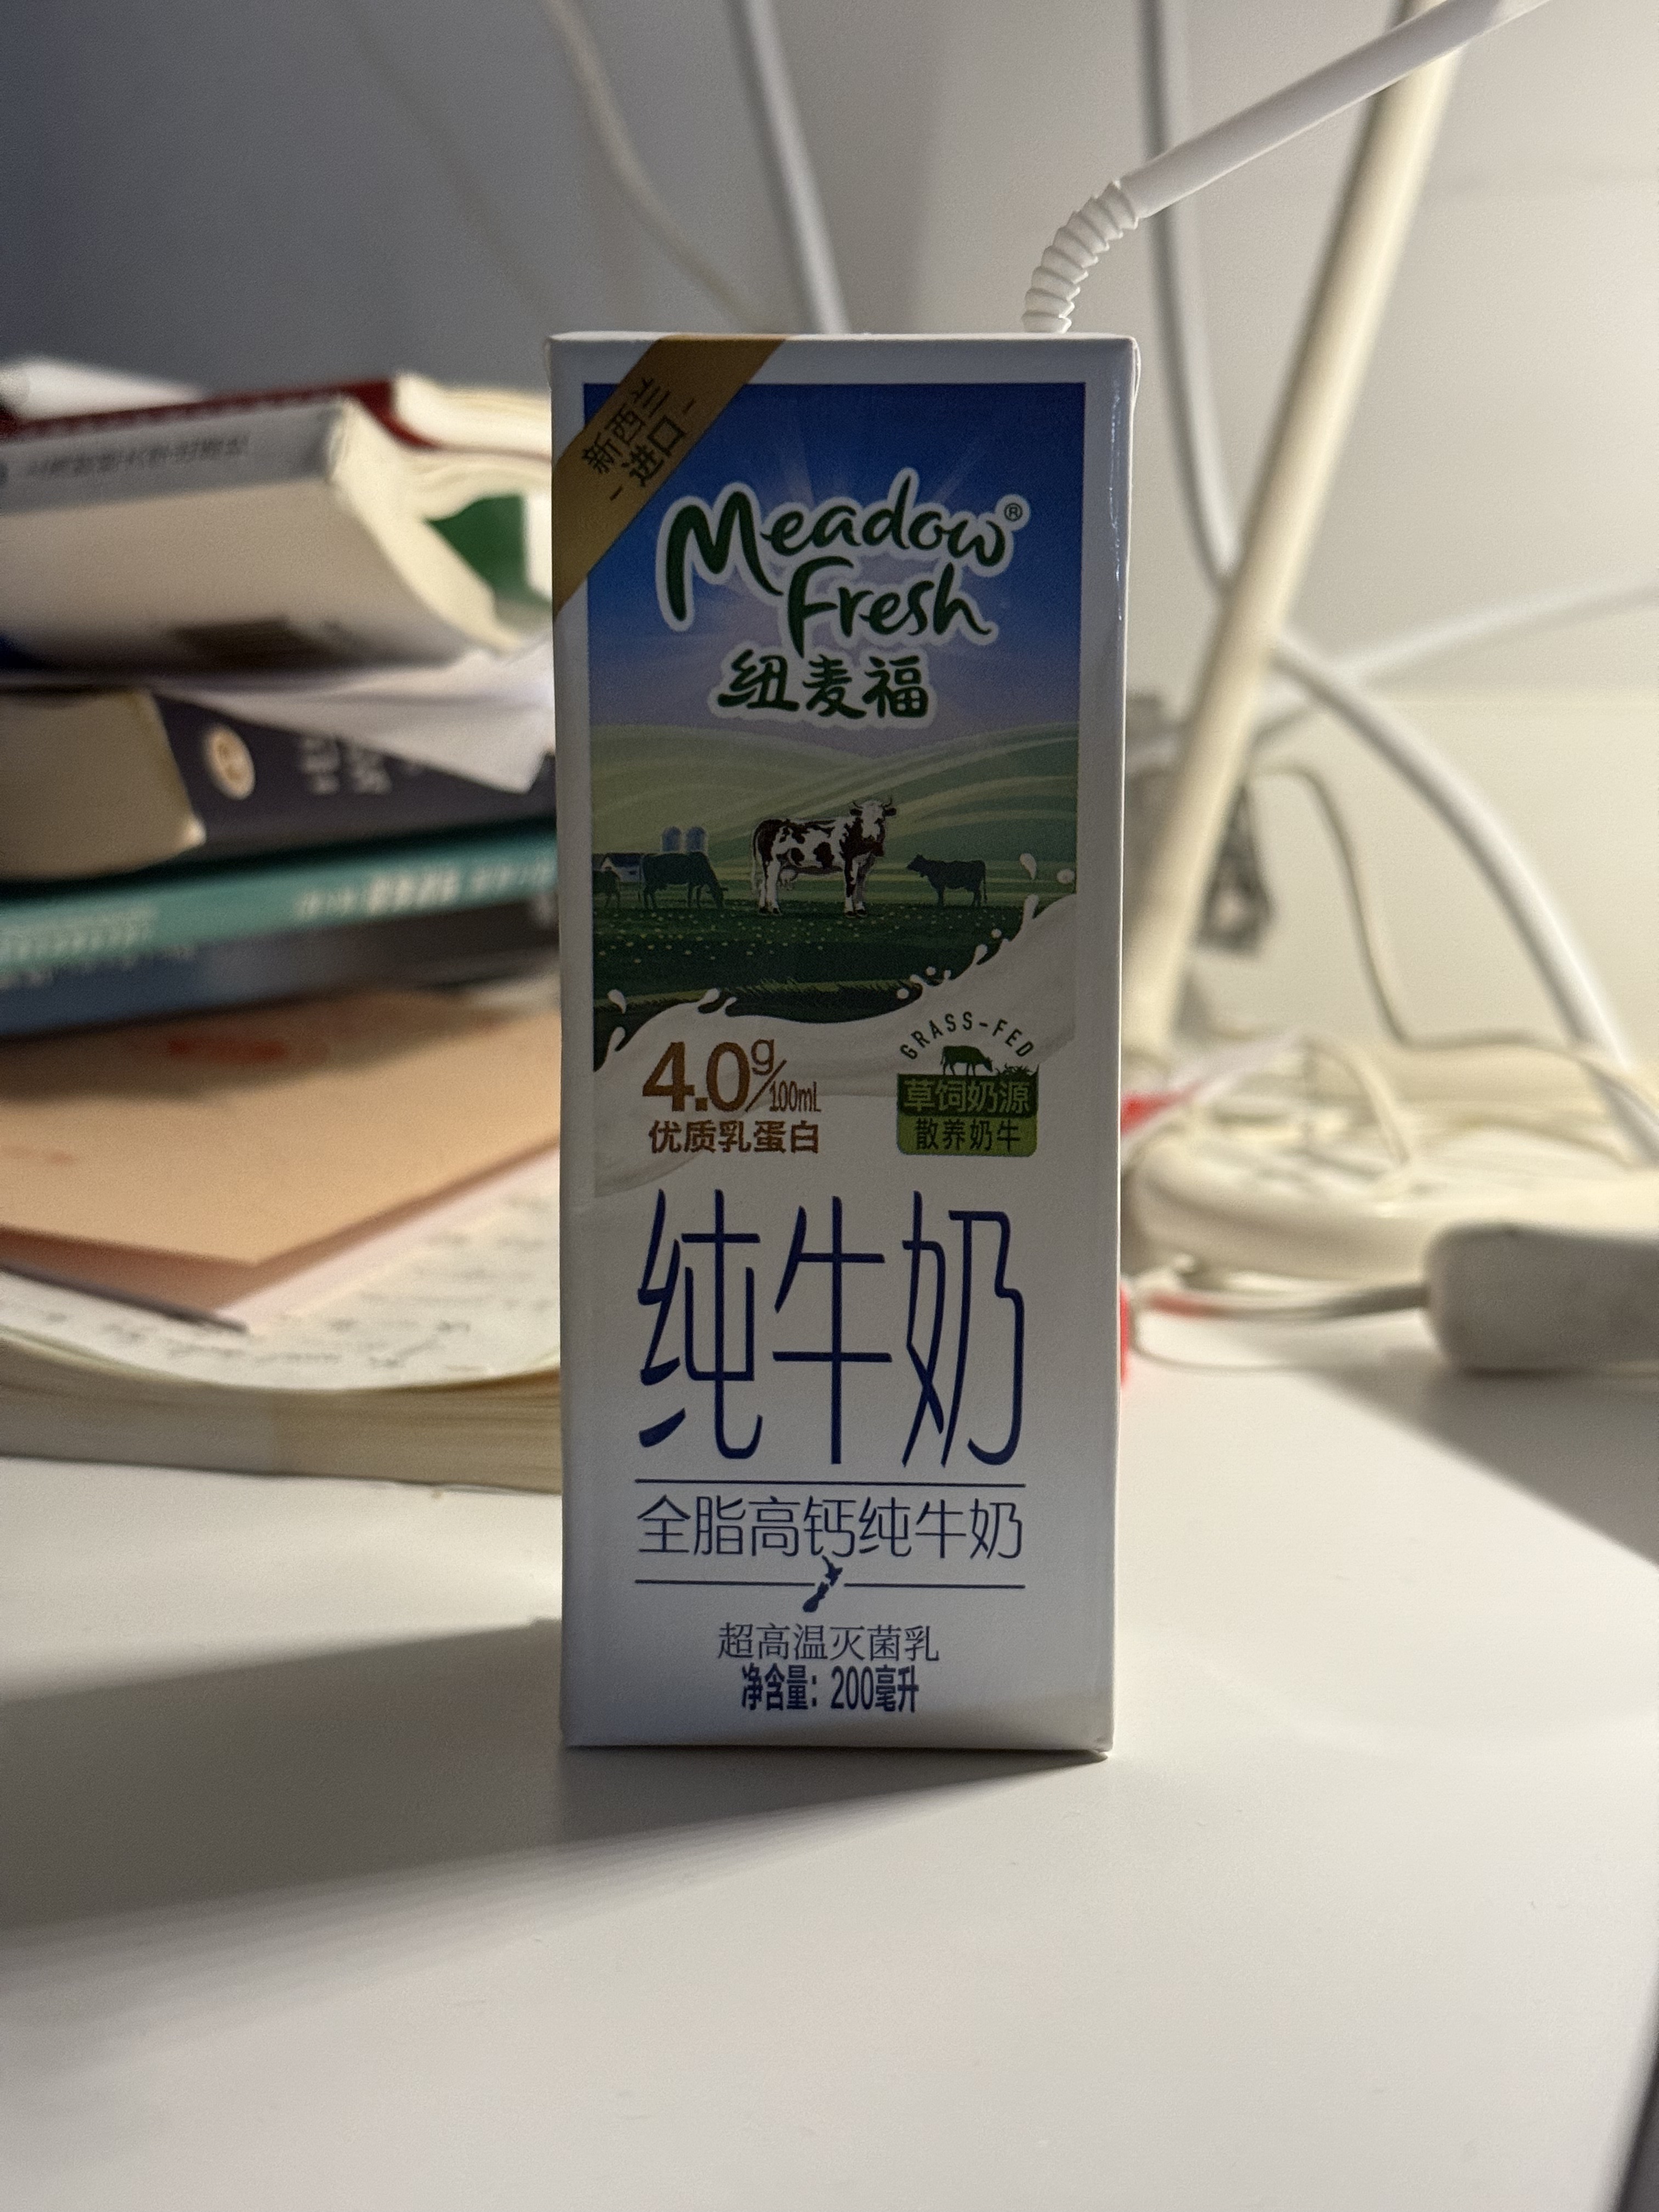 新西兰
- 进口 -
Meadow®
Fresh
纽麦福
GRASS-FED
4.0g/100mL
优质乳蛋白
草饲奶源
散养奶牛
纯牛奶
全脂高钙纯牛奶
超高温灭菌乳
净含量：200毫升